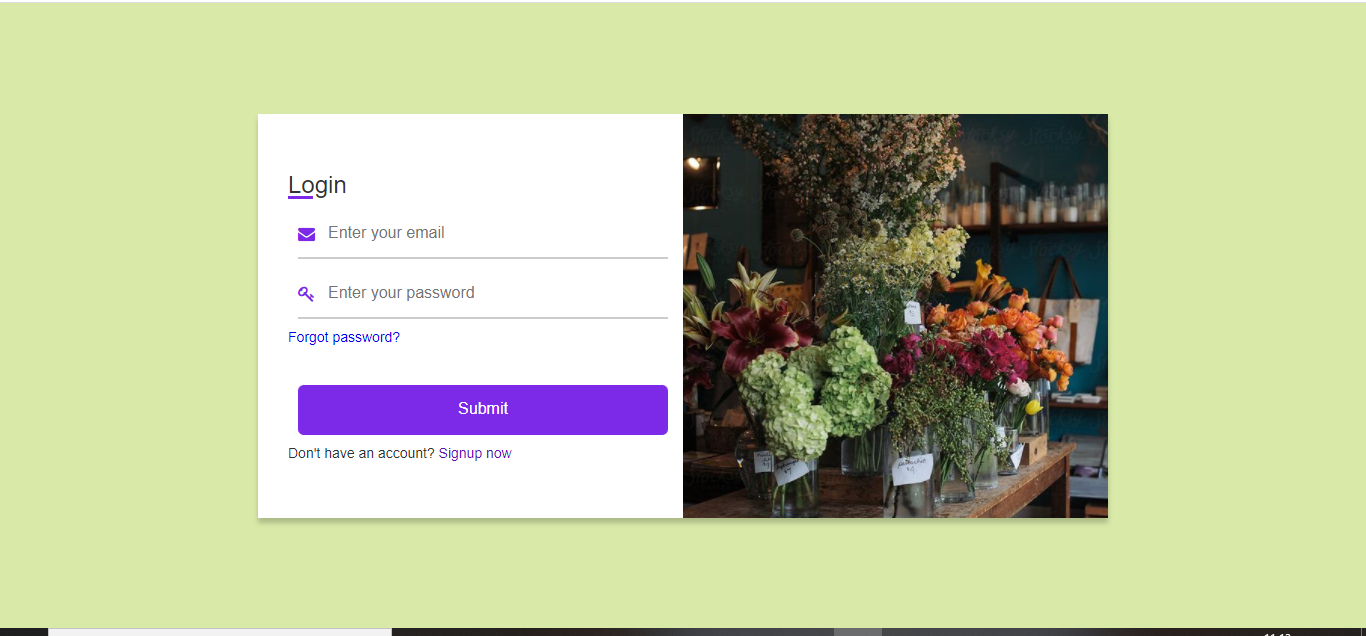 Login
Enter your email
Enter your password
Forgot password?
Submit
Don't have an account? Signup now